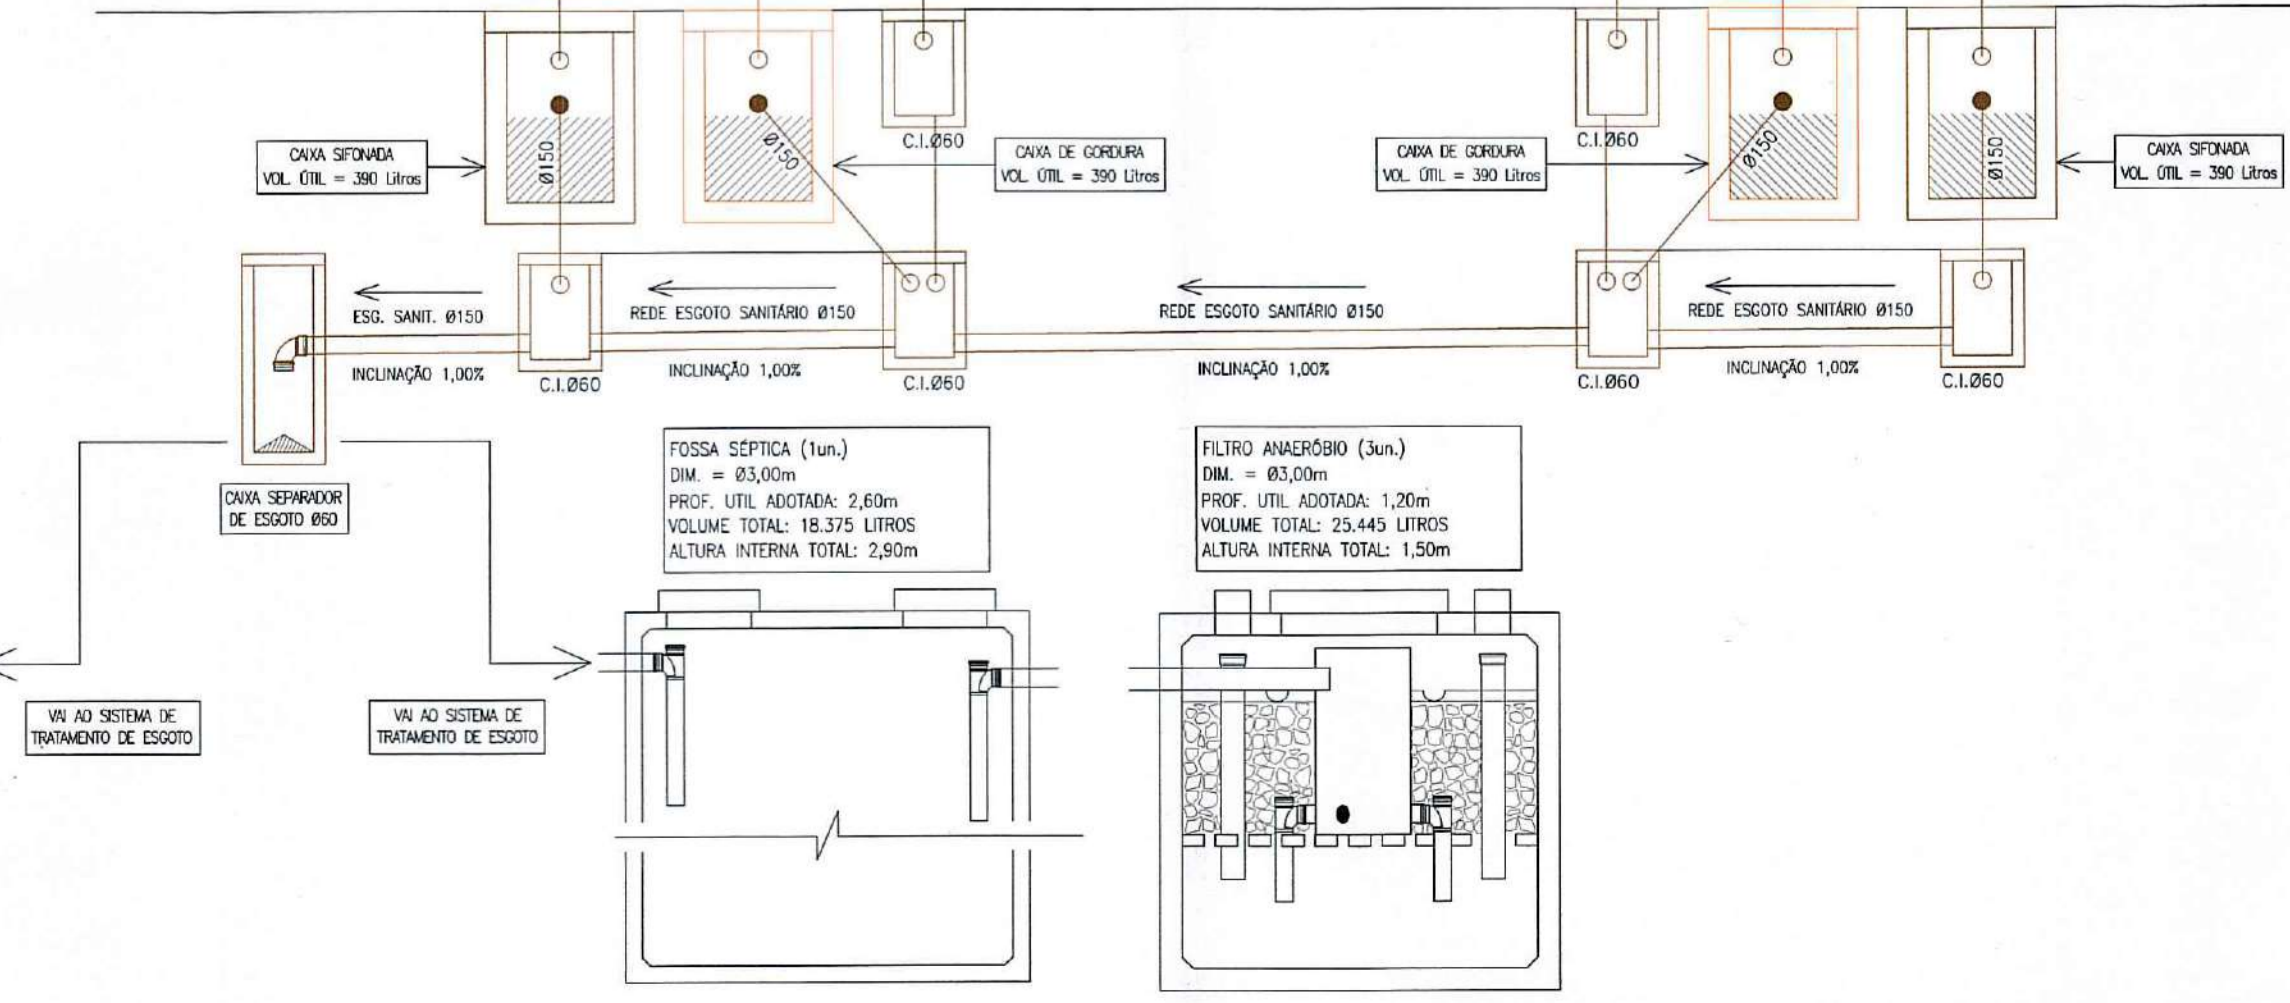 C.I.Ø60
C.I.Ø60
CAIXA SIFONADA
VOL. ÚTIL = 390 Litros
Ø150
Ø150
CAIXA DE GORDURA
VOL. ÚTIL = 390 Litros
CAIXA DE GORDURA
VOL. ÚTIL = 390 Litros
Ø150
Ø150
CAIXA SIFONADA
VOL. ÚTIL = 390 Litros
ESG. SANIT. Ø150
REDE ESGOTO SANITÁRIO Ø150
REDE ESGOTO SANITÁRIO Ø150
REDE ESGOTO SANITÁRIO Ø150
INCLINAÇÃO 1,00%
INCLINAÇÃO 1,00%
INCLINAÇÃO 1,00%
INCLINAÇÃO 1,00%
C.I.Ø60
C.I.Ø60
C.I.Ø60
C.I.Ø60
CAIXA SEPARADOR
DE ESGOTO Ø60
FOSSA SÉPTICA (1un.)
DIM. = Ø3,00m
PROF. UTIL ADOTADA: 2,60m
VOLUME TOTAL: 18.375 LITROS
ALTURA INTERNA TOTAL: 2,90m
FILTRO ANAERÓBIO (3un.)
DIM. = Ø3,00m
PROF. UTIL ADOTADA: 1,20m
VOLUME TOTAL: 25.445 LITROS
ALTURA INTERNA TOTAL: 1,50m
VAI AO SISTEMA DE
TRATAMENTO DE ESGOTO
VAI AO SISTEMA DE
TRATAMENTO DE ESGOTO